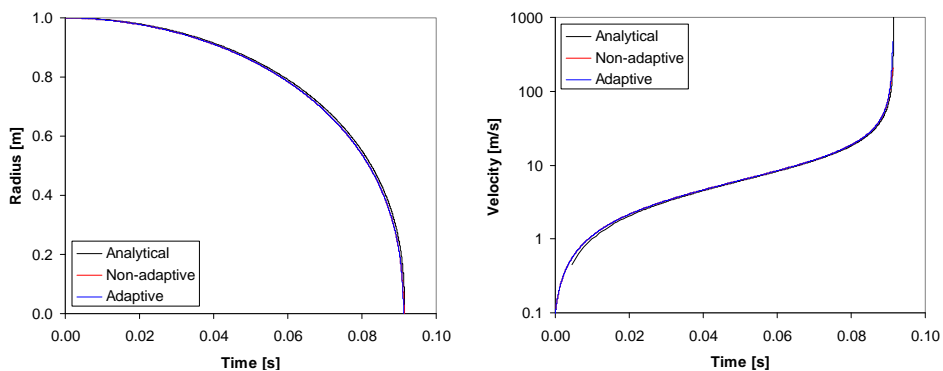 1.0
0.8
0.6
0.4
0.2
0.0
Radius [m]
Analytical
Non-adaptive
Adaptive
0.00 0.02 0.04 0.06 0.08 0.10
Time [s]
1000
100
10
1
0.1
Velocity [m/s]
Analytical
Non-adaptive
Adaptive
0.00 0.02 0.04 0.06 0.08 0.10
Time [s]